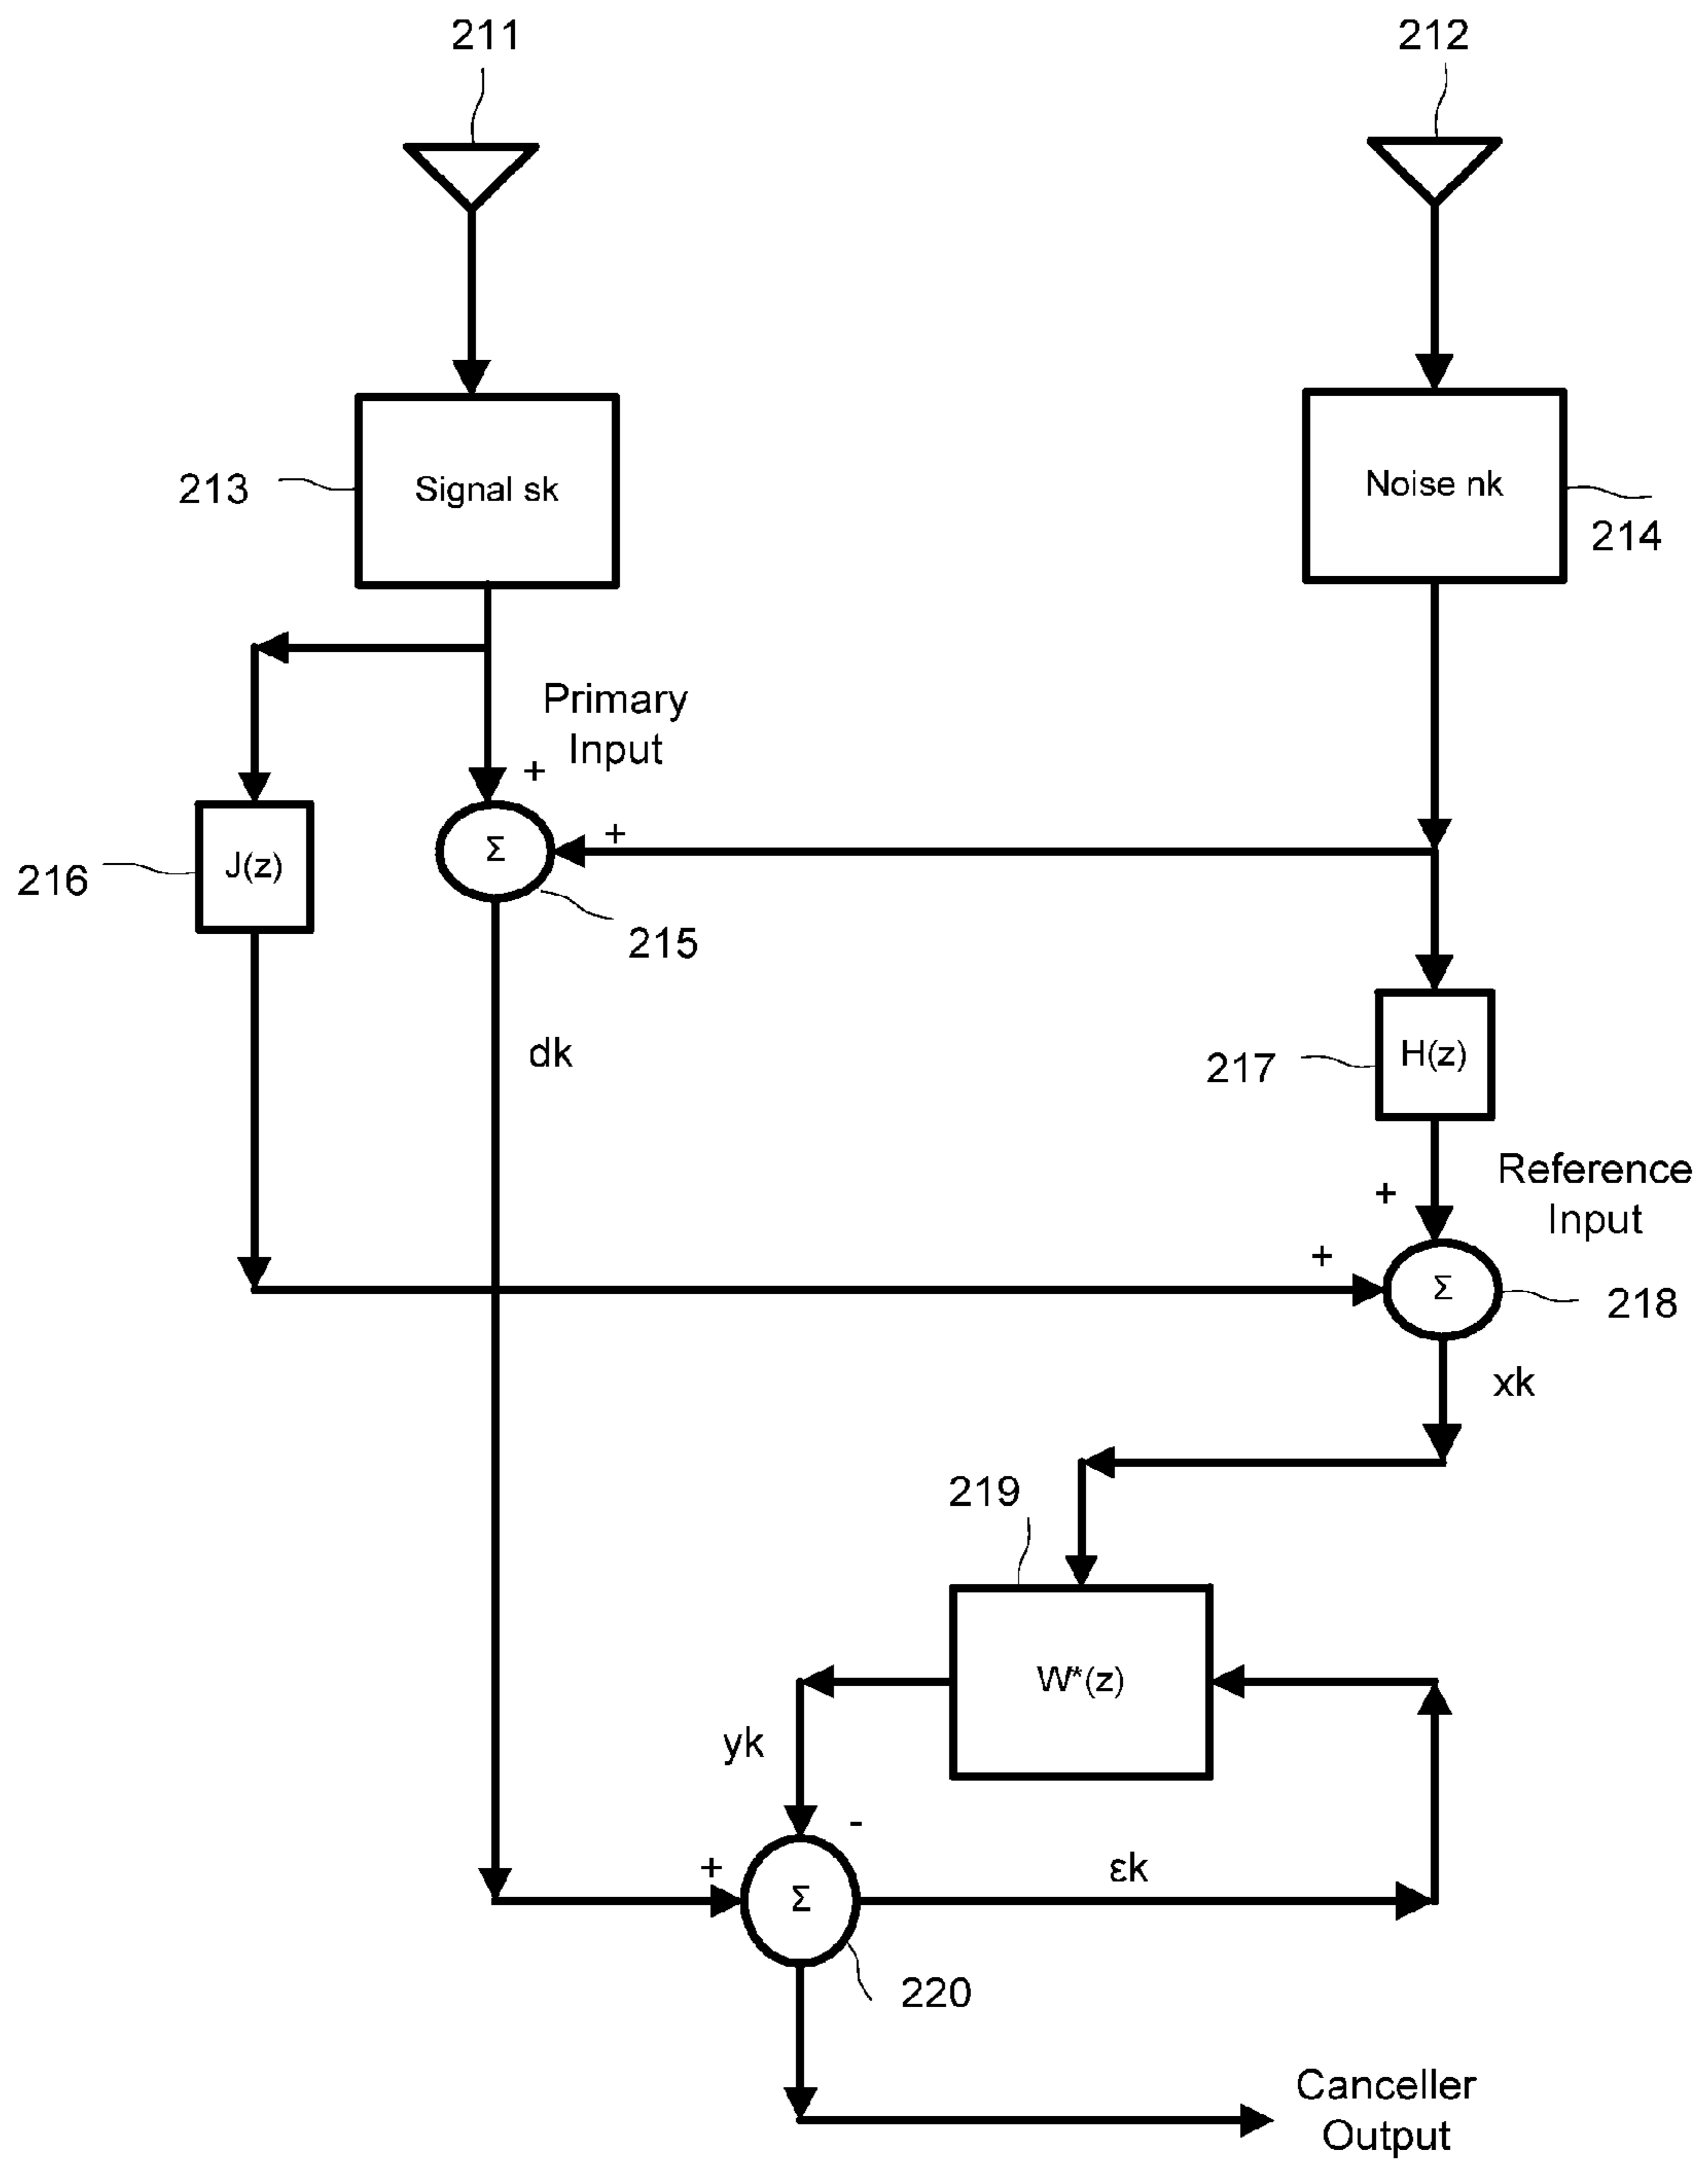 211
212
213
Signal sk
Noise nk
214
Primary
Input
+
+
J(z)
Σ
216
215
dk
H(z)
217
Reference
Input
+
+
Σ
218
xk
219
W*(z)
yk
-
+
εk
Σ
220
Canceller
Output